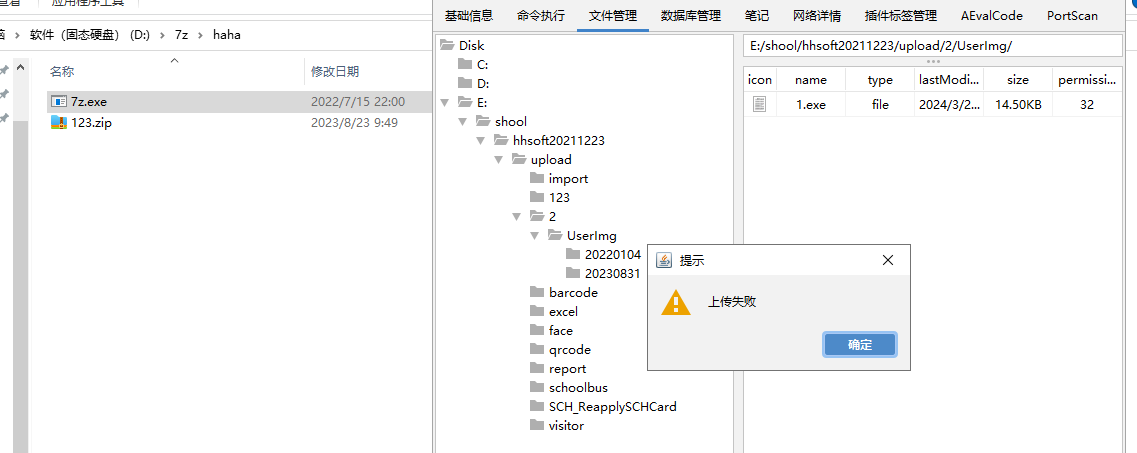 查看
应用程序工具
软件（固态硬盘）(D:) > 7z > haha
名称
修改日期
7z.exe
2022/7/15 22:00
123.zip
2023/8/23 9:49
基础信息
命令执行
文件管理
数据库管理
笔记
网络详情
插件标签管理
AEvalCode
PortScan
Disk
C:
D:
E:
shool
hhsoft20211223
upload
import
123
2
UserImg
20220104
20230831
barcode
excel
face
qrcode
report
schoolbus
SCH_ReapplySCHCard
visitor
E:/shool/hhsoft20211223/upload/2/UserImg/
icon
name
type
lastModi...
size
permissi...
1.exe
file
2024/3/2...
14.50KB
32
提示
上传失败
确定